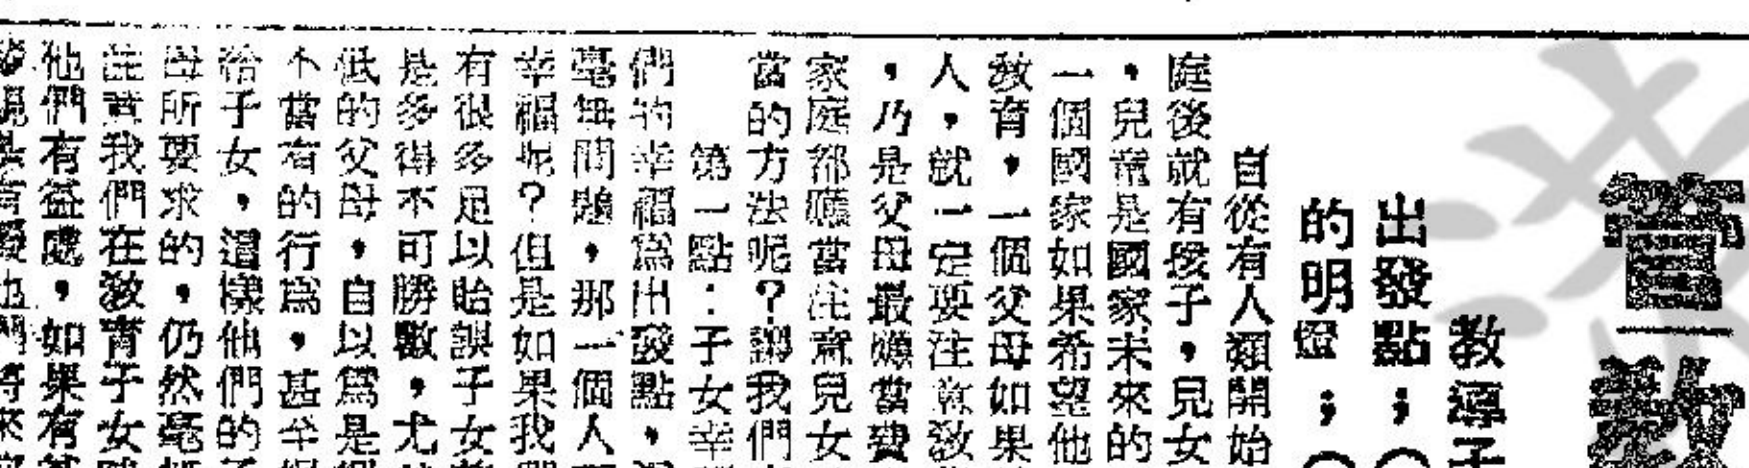 管教
教導子
出發點；（
的明燈；（
自從有人類開始
庭後就有孩子，兒女
，兒童是國家未來的
一個國家如果希望他
教育，一個父母如果
人，就一定要注意教
，乃是父母最應當費
家庭都應當注意兒女
當的方法呢？讓我們
第一點：子女幸
們的幸福為出發點，
毫無問題，那一個人
幸福呢？但是如果我
有很多足以貽誤子女
是多得不可勝數，尤
低的父母，自以為是
不當有的行為，甚至
給子女，這樣他們的
母所要求的，仍然毫
注意我們在教育子女
他們有益處，如果有